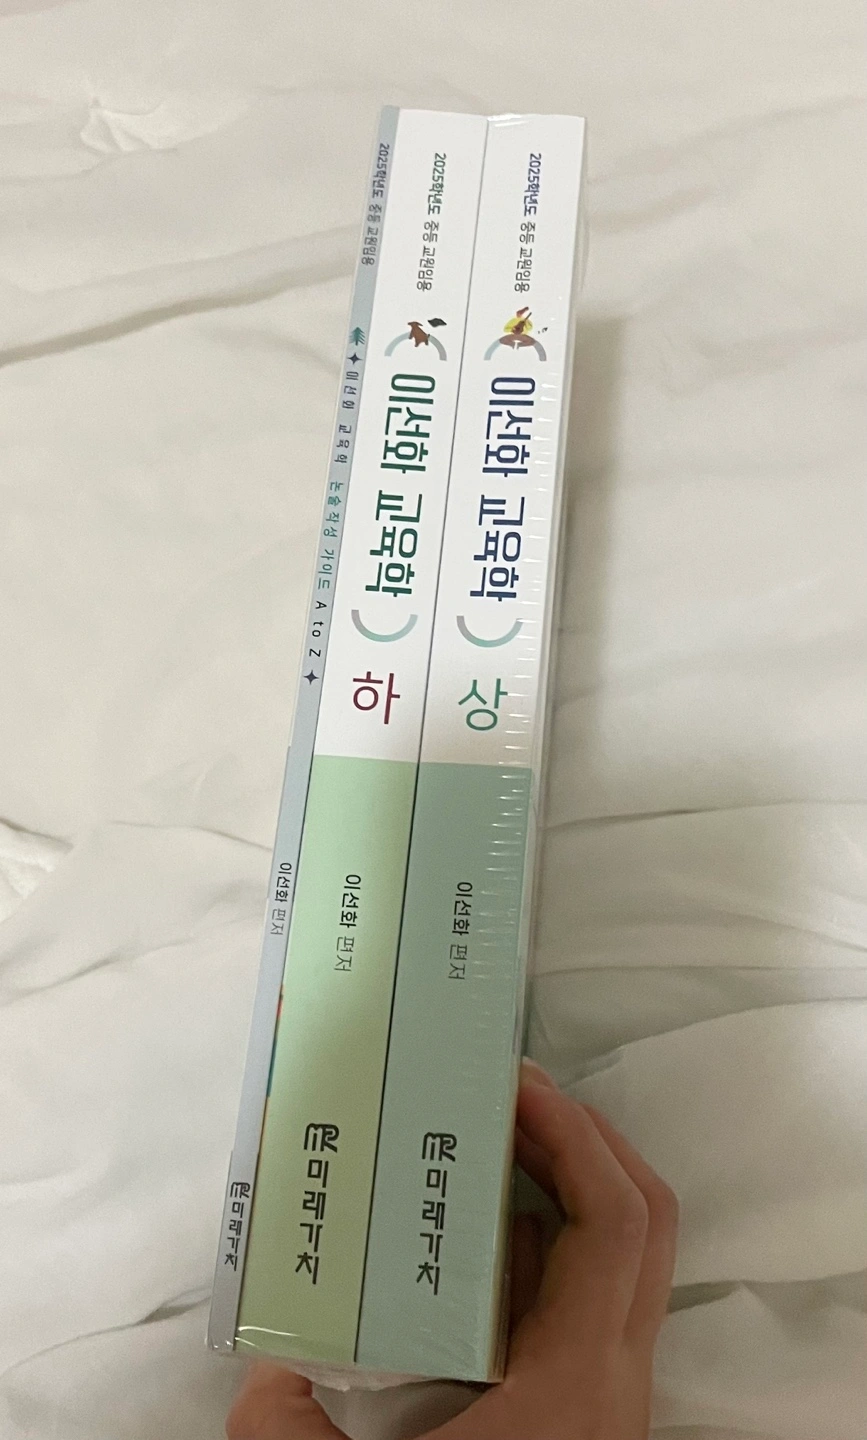 2025학년도 중등 교원임용
이선화 교육학
상
이선화 편저
미래가치
2025학년도 중등 교원임용
이선화 교육학
하
이선화 편저
미래가치
2025학년도 중등 교원임용
이선화 교육학 논술작성 가이드 A to Z
이선화 편저
미래가치